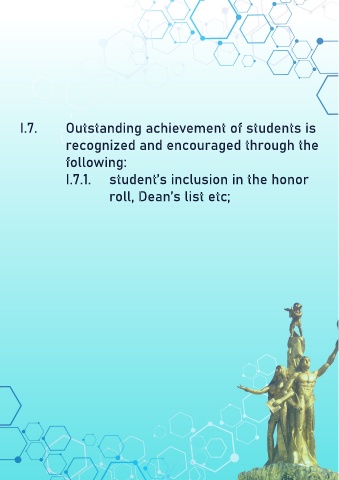 I.7. Outstanding achievement of students is
recognized and encouraged through the
following:
I.7.1. student's inclusion in the honor
roll, Dean's list etc;